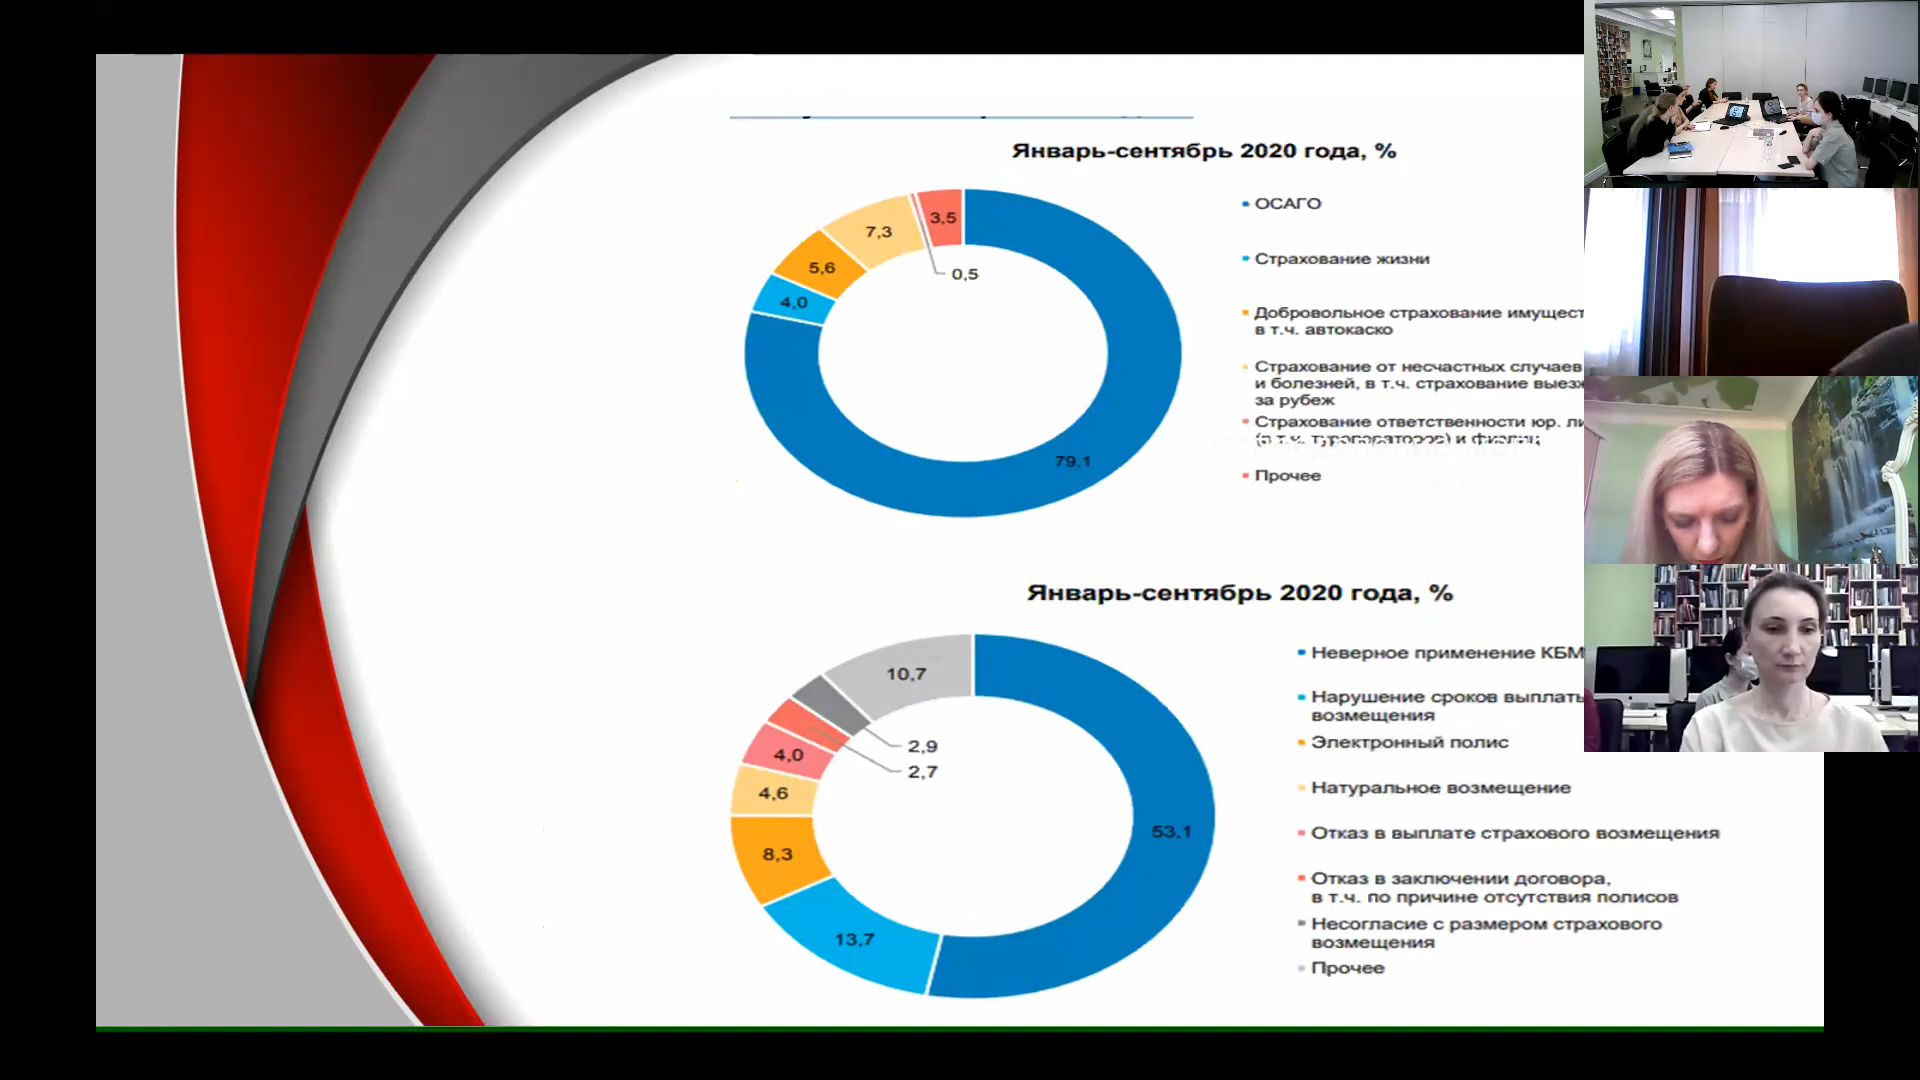 Январь-сентябрь 2020 года, %
3,5
7,3
5,6
4,0
0,5
79,1
ОСАГО
Страхование жизни
Добровольное страхование
в т.ч. автокаско
Страхование от несчастных случаев
и болезней, в т.ч. страхование
за рубеж
Страхование ответственности юр.
(в т.ч. туроператоров) и физлиц
Прочее
Январь-сентябрь 2020 года, %
10,7
2,9
2,7
4,0
4,6
8,3
13,7
53,1
Неверное применение КБМ
Нарушение сроков выплаты
возмещения
Электронный полис
Натуральное возмещение
Отказ в выплате страхового возмещения
Отказ в заключении договора,
в т.ч. по причине отсутствия полисов
Несогласие с размером страхового
возмещения
Прочее